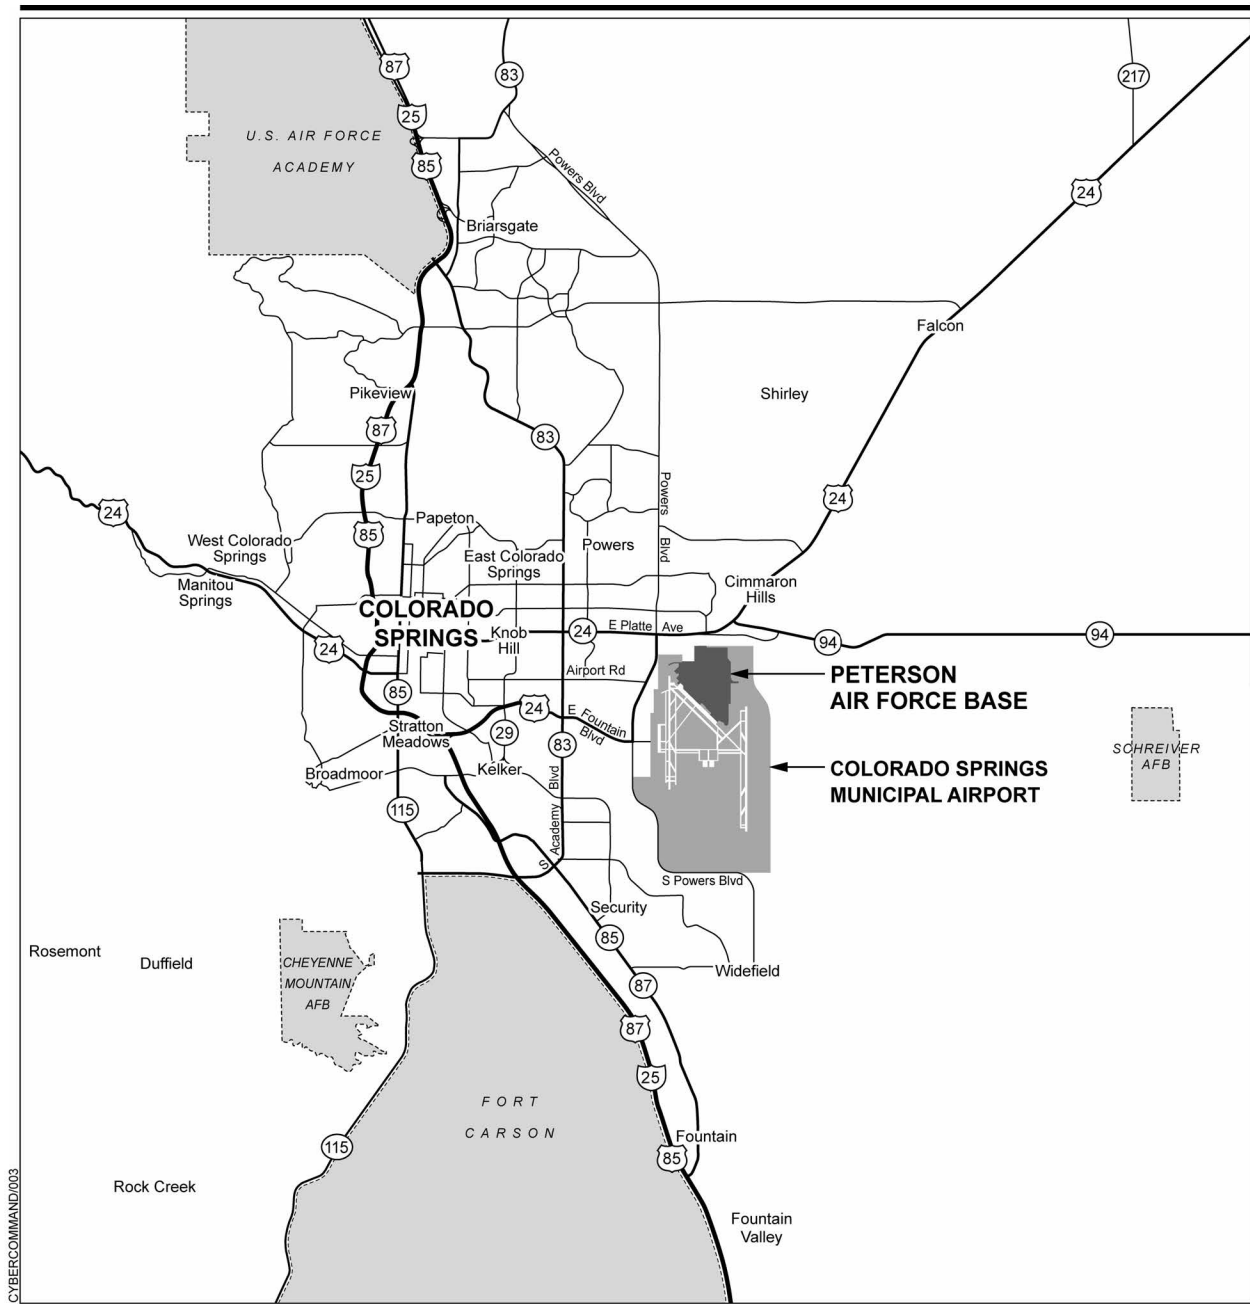 87
83
217
25
U.S. AIR FORCE
ACADEMY
85
Powers Blvd
24
Briarsgate
Falcon
Pikeview
Shirley
87
83
25
Powers
Blvd
24
24
Papeton
85
West Colorado
Springs
East Colorado
Springs
Powers
Manitou
Springs
Cimmaron
Hills
COLORADO
SPRINGS
Knob
Hill
24
E Platte
Ave
94
94
24
Airport Rd
PETERSON
AIR FORCE BASE
85
24
E Fountain
Blvd
Stratton
Meadows
29
83
SCHREIVER
AFB
Broadmoor
Kelker
COLORADO SPRINGS
MUNICIPAL AIRPORT
115
S Academy Blvd
S Powers Blvd
Security
85
Rosemont
Duffield
CHEYENNE
MOUNTAIN
AFB
Widefield
87
87
25
FORT
CARSON
115
Fountain
85
Rock Creek
Fountain
Valley
CYBERCOMMAND/003